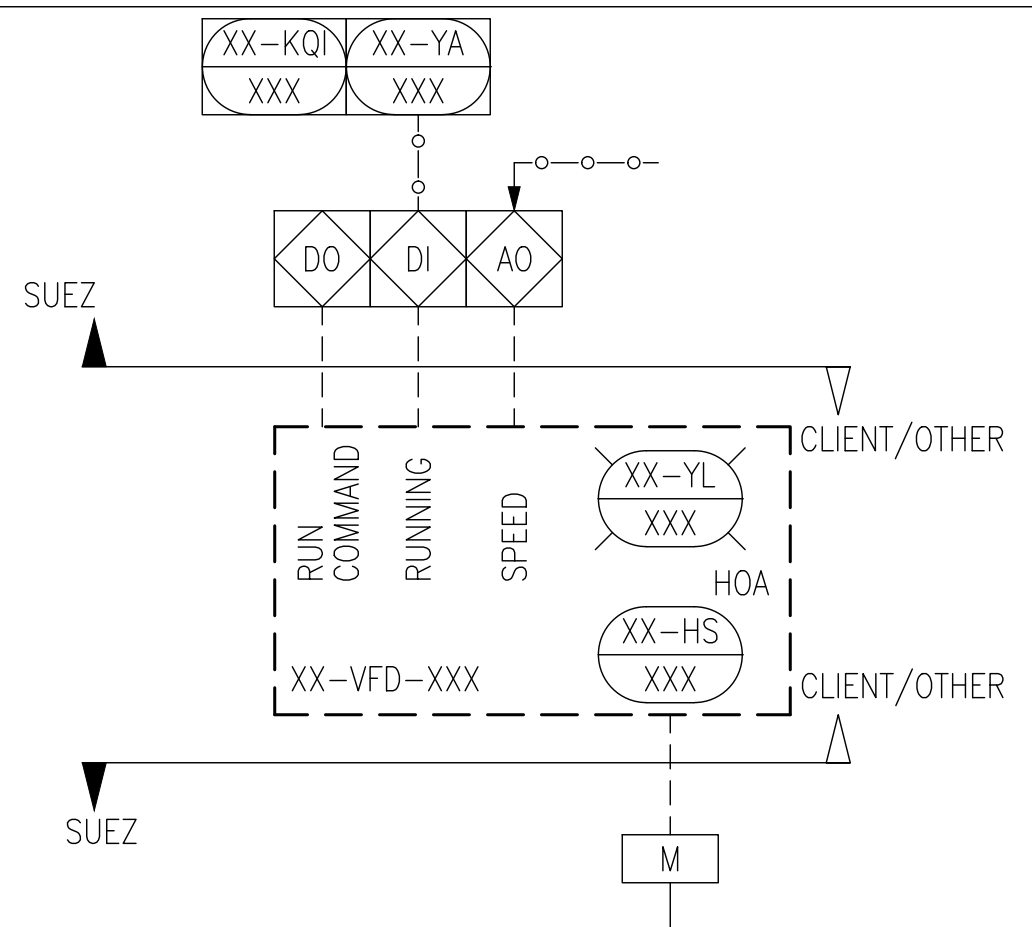 XX-KQI XX-YA
XXX XXX
DO DI AO
SUEZ
CLIENT/OTHER
RUN
COMMAND
RUNNING
SPEED
XX-YL
XXX
HOA
XX-HS
XXX
XX-VFD-XXX
CLIENT/OTHER
SUEZ
M